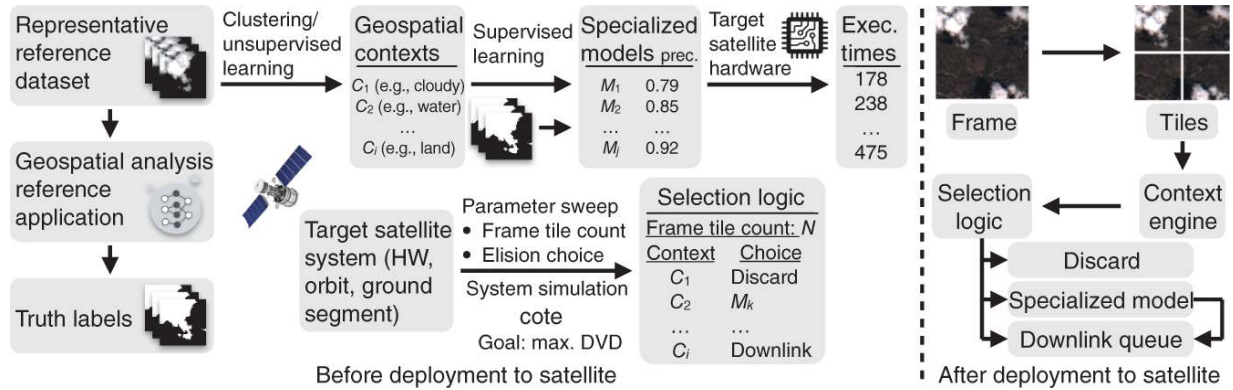 Representative
reference
dataset
Clustering/
unsupervised
learning
Geospatial
contexts
C1 (e.g., cloudy)
C2 (e.g., water)
...
Ci (e.g., land)
Supervised
learning
Specialized
models prec.
M1 0.79
M2 0.85
... ...
Mj 0.92
Target
satellite
hardware
Exec.
times
178
238
...
475
Geospatial analysis
reference
application
Truth labels
Target satellite
system (HW,
orbit, ground
segment)
Parameter sweep
• Frame tile count
• Elision choice
System simulation
cote
Goal: max. DVD
Selection logic
Frame tile count: N
Context Choice
C1 Discard
C2 Mk
... ...
Ci Downlink
Before deployment to satellite
Frame
Tiles
Selection
logic
Context
engine
Discard
Specialized model
Downlink queue
After deployment to satellite